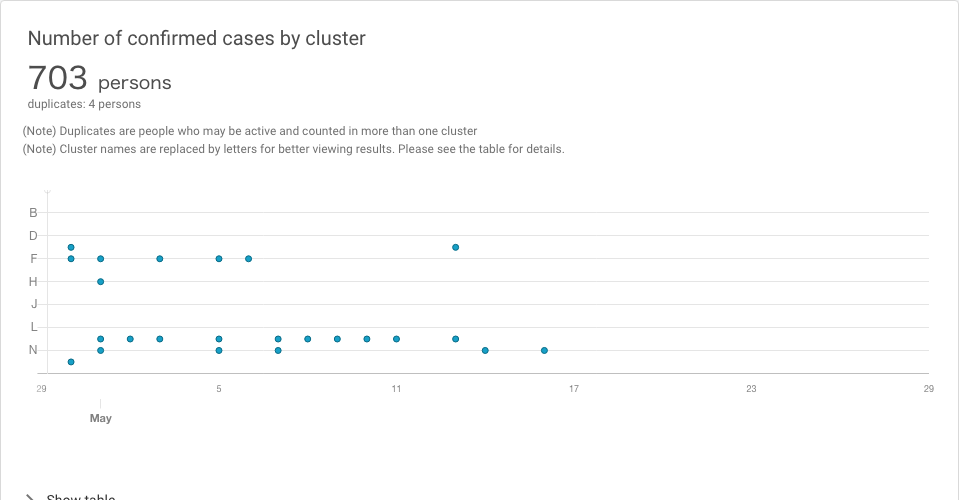 Number of confirmed cases by cluster
703 persons
duplicates: 4 persons
(Note) Duplicates are people who may be active and counted in more than one cluster
(Note) Cluster names are replaced by letters for better viewing results. Please see the table for details.
B
D
F
H
J
L
N
29 5 11 17 23 29
May
Show table